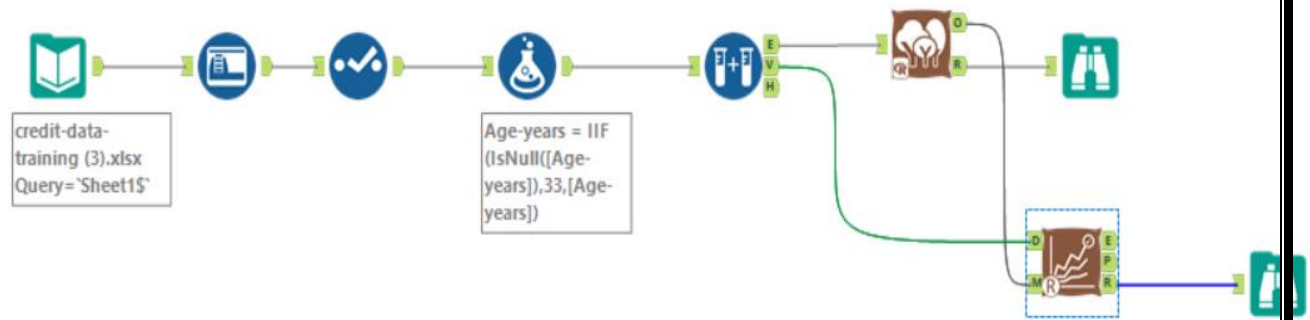 E
V
H
O
R
credit-data-
training (3).xlsx
Query=`Sheet1$`
Age-years = IIF
(IsNull([Age-
years]),33,[Age-
years])
D
M
R
E
P
R